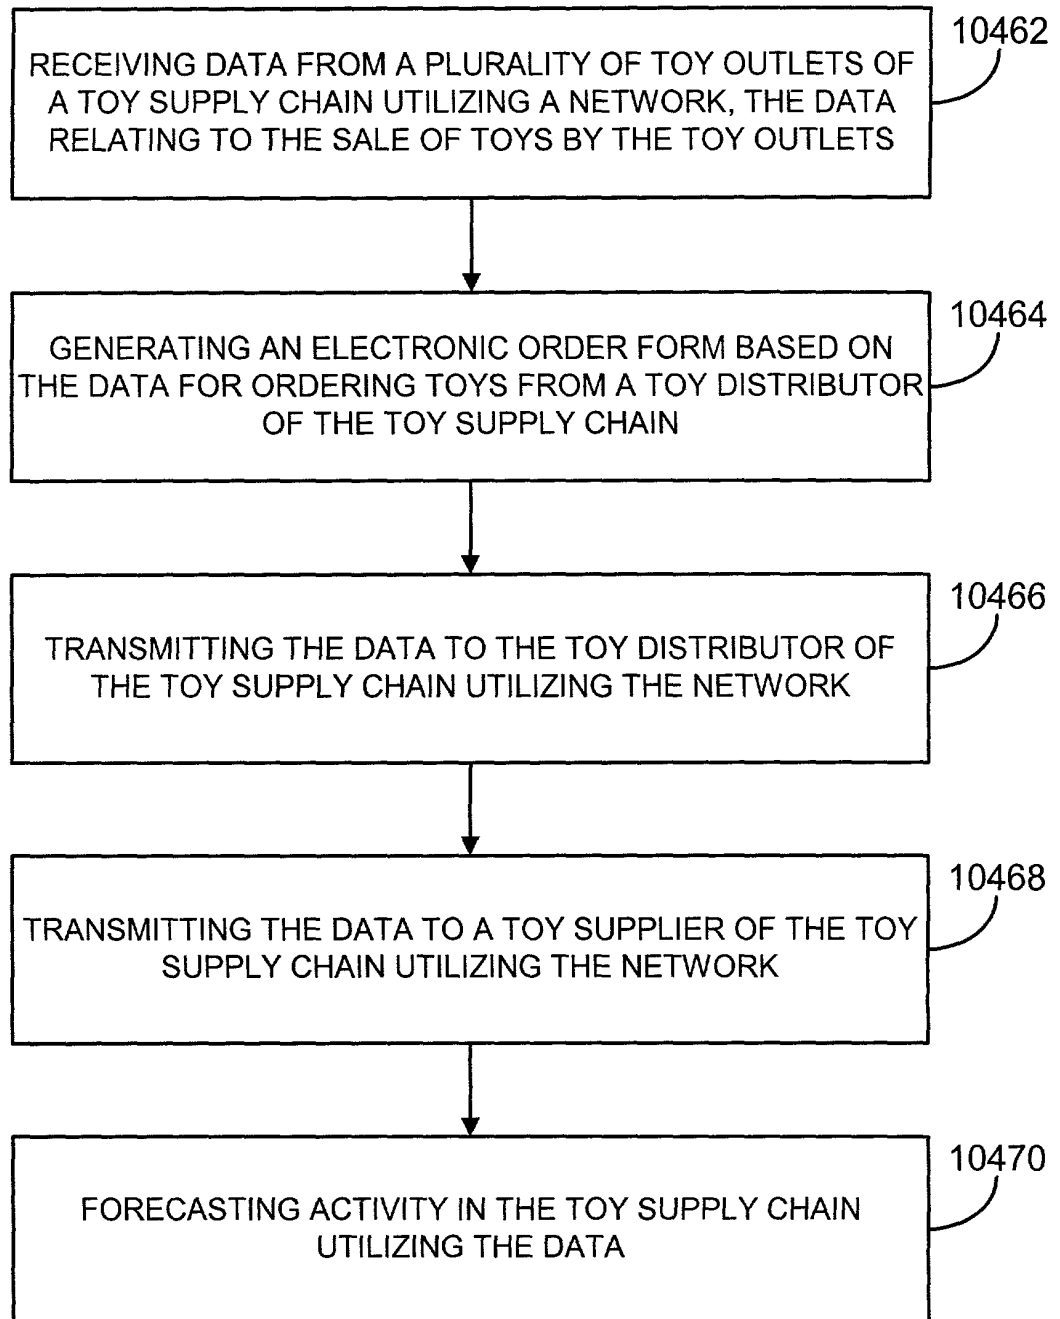 10462
RECEIVING DATA FROM A PLURALITY OF TOY OUTLETS OF
A TOY SUPPLY CHAIN UTILIZING A NETWORK, THE DATA
RELATING TO THE SALE OF TOYS BY THE TOY OUTLETS
10464
GENERATING AN ELECTRONIC ORDER FORM BASED ON
THE DATA FOR ORDERING TOYS FROM A TOY DISTRIBUTOR
OF THE TOY SUPPLY CHAIN
10466
TRANSMITTING THE DATA TO THE TOY DISTRIBUTOR OF
THE TOY SUPPLY CHAIN UTILIZING THE NETWORK
10468
TRANSMITTING THE DATA TO A TOY SUPPLIER OF THE TOY
SUPPLY CHAIN UTILIZING THE NETWORK
10470
FORECASTING ACTIVITY IN THE TOY SUPPLY CHAIN
UTILIZING THE DATA